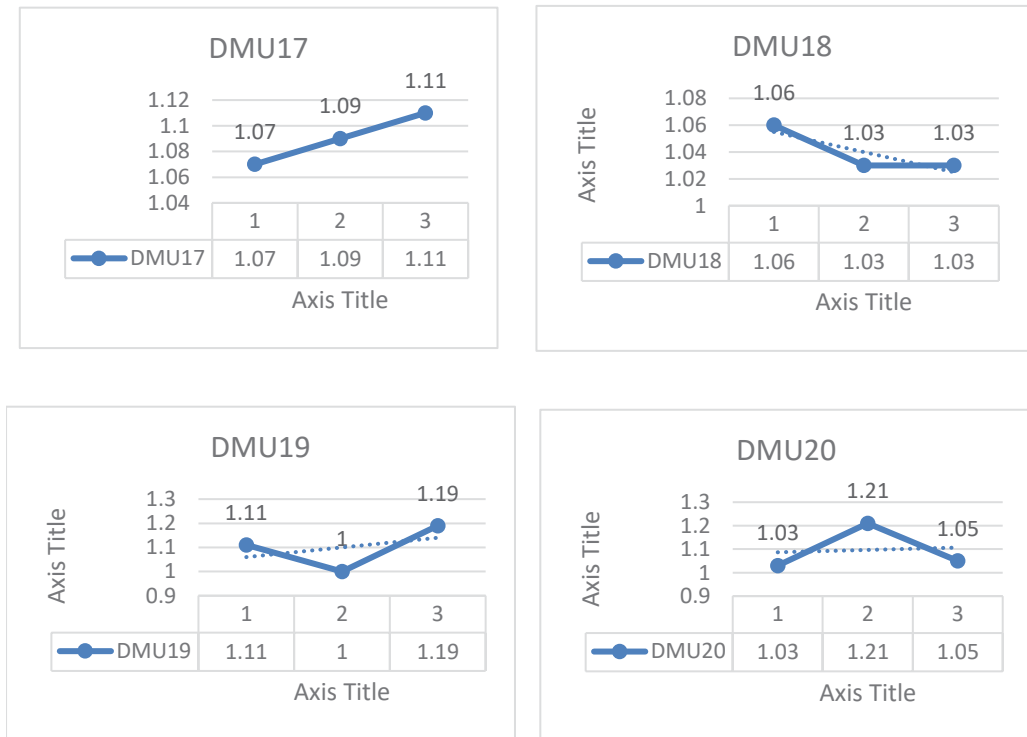 DMU17
1.12
1.1
1.08
1.06
1.04
1.07
1.09
1.11
1 2 3
DMU17 1.07 1.09 1.11
Axis Title
DMU18
Axis Title
1.08
1.06
1.04
1.02
1
1.06
1.03
1.03
1 2 3
DMU18 1.06 1.03 1.03
Axis Title
DMU19
Axis Title
1.3
1.2
1.1
1
0.9
1.11
1
1.19
1 2 3
DMU19 1.11 1 1.19
Axis Title
DMU20
Axis Title
1.3
1.2
1.1
1
0.9
1.03
1.21
1.05
1 2 3
DMU20 1.03 1.21 1.05
Axis Title